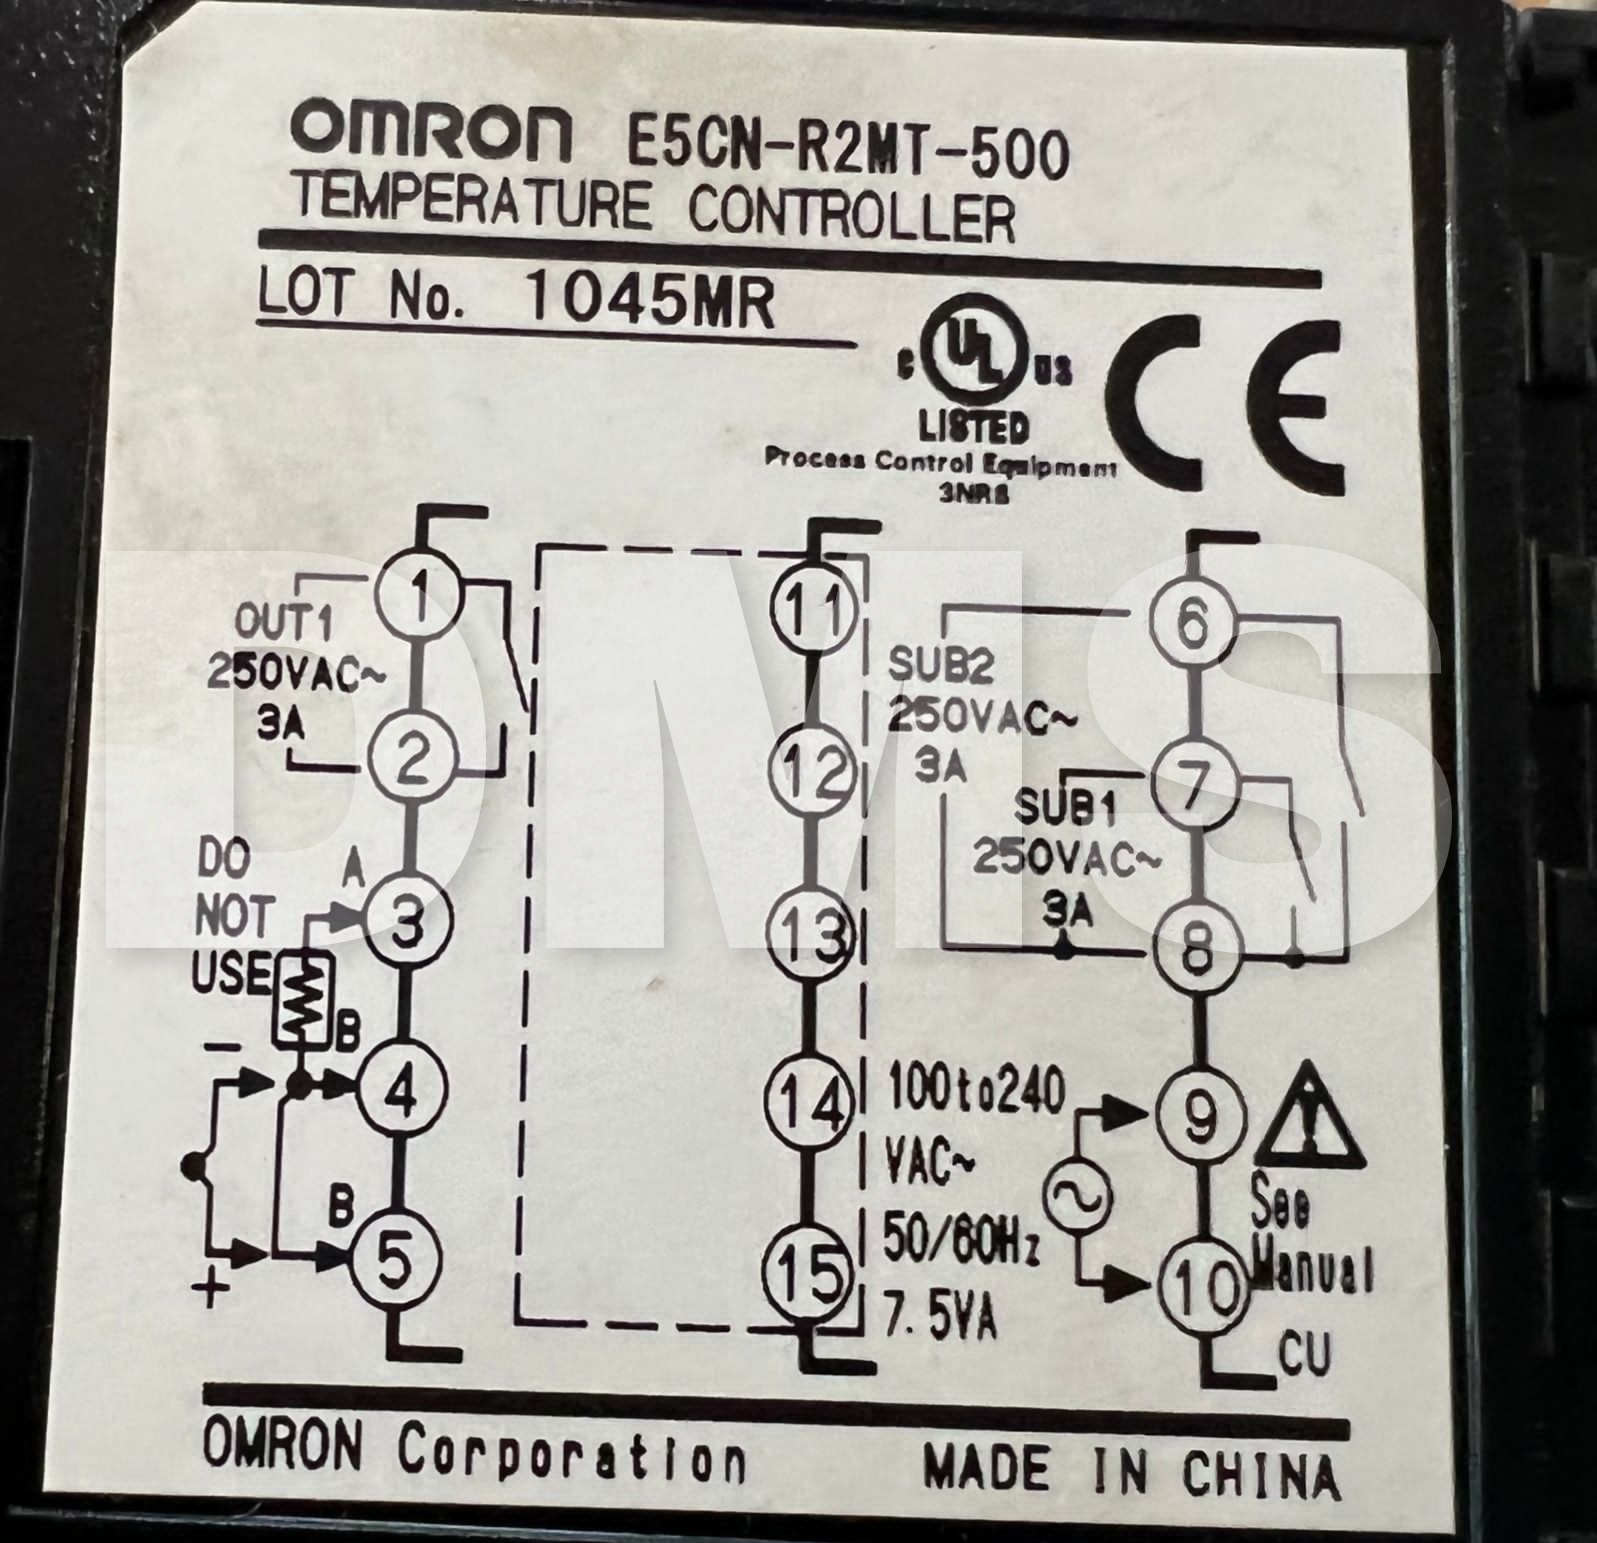 OMRON E5CN-R2MT-500
TEMPERATURE CONTROLLER
LOT No. 1045MR
C UL US
LISTED
Process Control Equipment
3NR8
CE
1
OUT1
250VAC~
3A
2
DO
NOT
USE
A
3
B
-
4
B
5
+
11
12
13
14
15
6
SUB2
250VAC~
3A
7
SUB1
250VAC~
3A
8
100to240
VAC~
50/60Hz
7.5VA
9
10
See
Manual
CU
OMRON Corporation
MADE IN CHINA
DMS